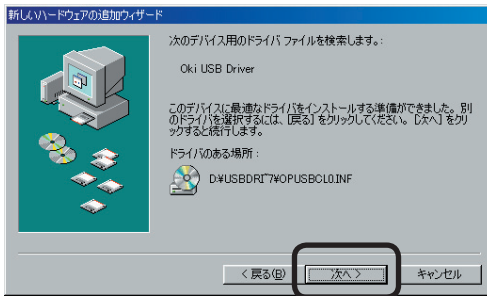 新しいハードウェアの追加ウィザード
次のデバイス用のドライバ ファイルを検索します。:
Oki USB Driver
このデバイスに最適なドライバをインストールする準備ができました。別
のドライバを選択するには、[戻る] をクリックしてください。[次へ] をクリ
ックすると続行します。
ドライバのある場所 :
D:¥USBDRI~7¥OPUSBCL0.INF
< 戻る(B)
次へ >
キャンセル